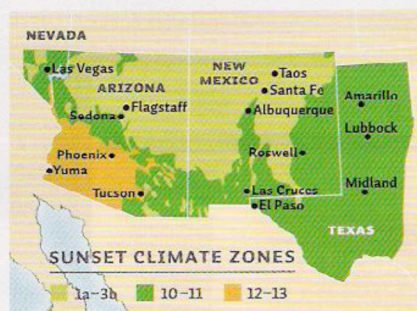 NEVADA
Las Vegas
ARIZONA
NEW
MEXICO
Taos
Santa Fe
Flagstaff
Sedona
Albuquerque
Amarillo
Lubbock
Phoenix
Roswell
Yuma
Tucson
Las Cruces
Midland
El Paso
TEXAS
SUNSET CLIMATE ZONES
1a-3b
10-11
12-13